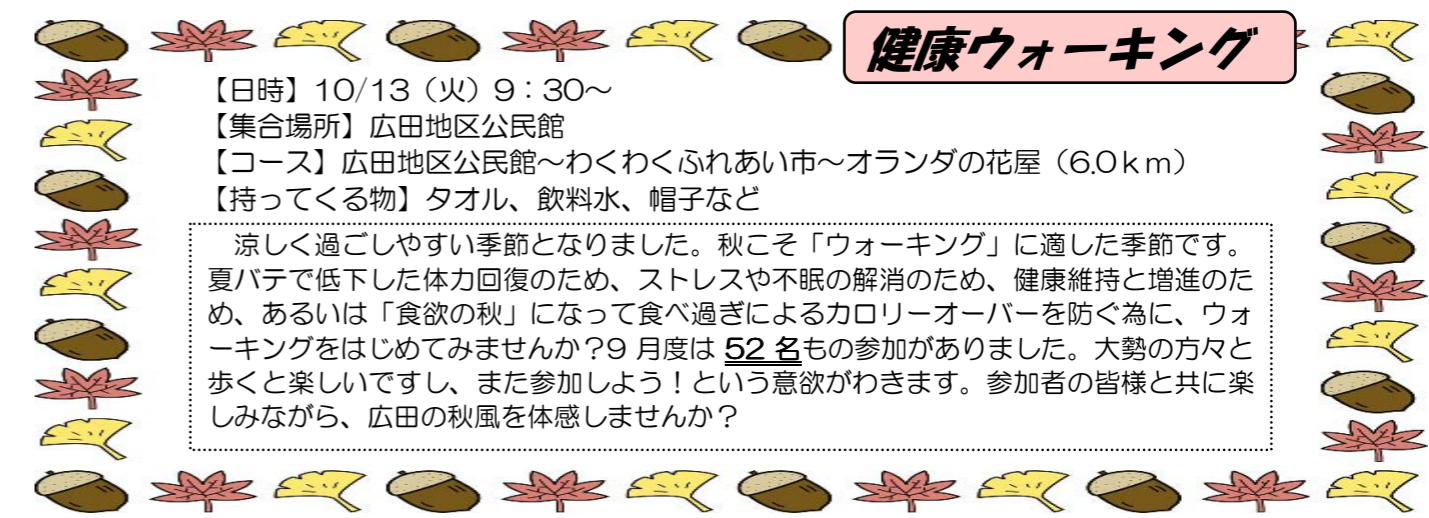 健康ウォーキング
【日時】10/13（火）9：30～
【集合場所】広田地区公民館
【コース】広田地区公民館～わくわくふれあい市～オランダの花屋（6.0ｋｍ）
【持ってくる物】タオル、飲料水、帽子など
　涼しく過ごしやすい季節となりました。秋こそ「ウォーキング」に適した季節です。
夏バテで低下した体力回復のため、ストレスや不眠の解消のため、健康維持と増進のた
め、あるいは「食欲の秋」になって食べ過ぎによるカロリーオーバーを防ぐ為に、ウォ
ーキングをはじめてみませんか？9 月度は 52 名もの参加がありました。大勢の方々と
歩くと楽しいですし、また参加しよう！という意欲がわきます。参加者の皆様と共に楽
しみながら、広田の秋風を体感しませんか？